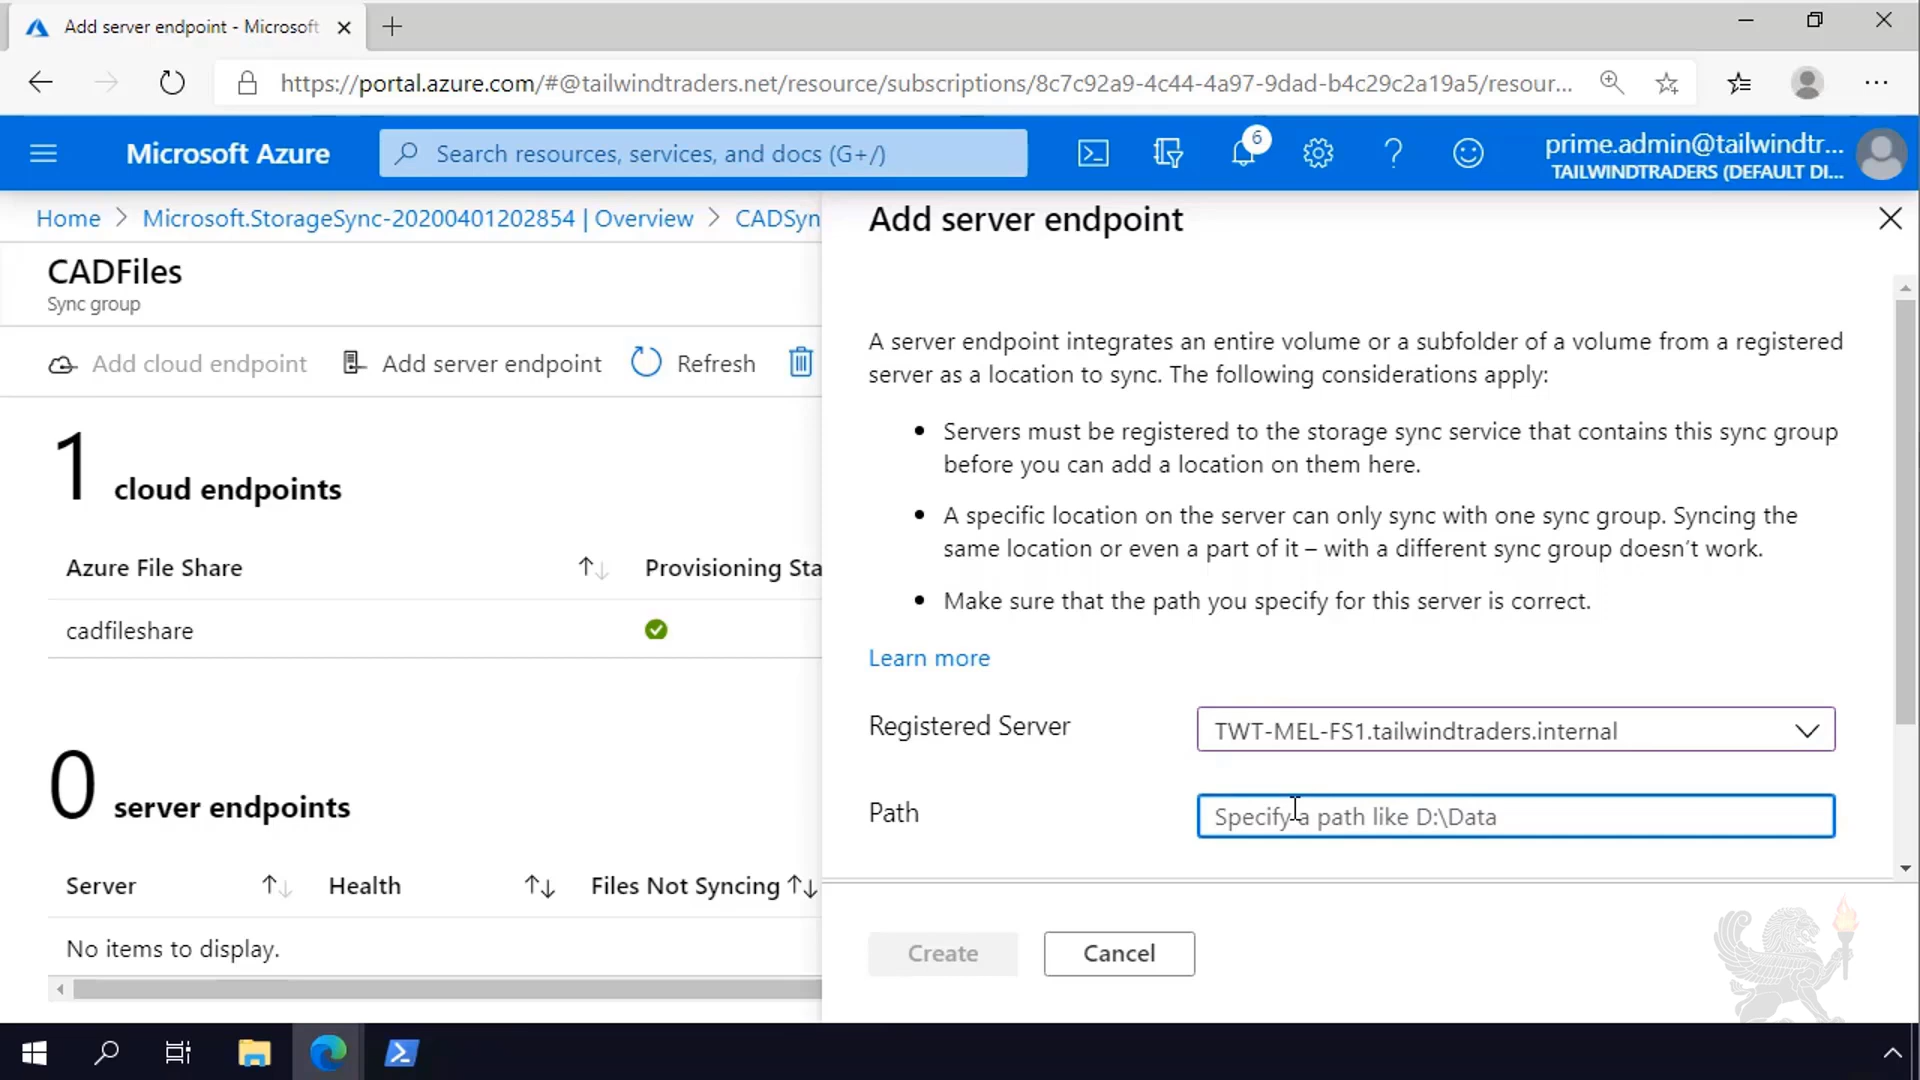 Add server endpoint - Microsoft
https://portal.azure.com/#@tailwindtraders.net/resource/subscriptions/8c7c92a9-4c44-4a97-9dad-b4c29c2a19a5/resour...
Microsoft Azure
Search resources, services, and docs (G+/)
6
prime.admin@tailwindtr...
TAILWINDTRADERS (DEFAULT DI...
Home > Microsoft.StorageSync-20200401202854 | Overview > CADSyn
CADFiles
Sync group
Add cloud endpoint
Add server endpoint
Refresh
1 cloud endpoints
Azure File Share
Provisioning Sta
cadfileshare
0 server endpoints
Server
Health
Files Not Syncing
No items to display.
Add server endpoint
A server endpoint integrates an entire volume or a subfolder of a volume from a registered
server as a location to sync. The following considerations apply:
• Servers must be registered to the storage sync service that contains this sync group
before you can add a location on them here.
• A specific location on the server can only sync with one sync group. Syncing the
same location or even a part of it – with a different sync group doesn't work.
• Make sure that the path you specify for this server is correct.
Learn more
Registered Server
TWT-MEL-FS1.tailwindtraders.internal
Path
Specify a path like D:\Data
Create
Cancel